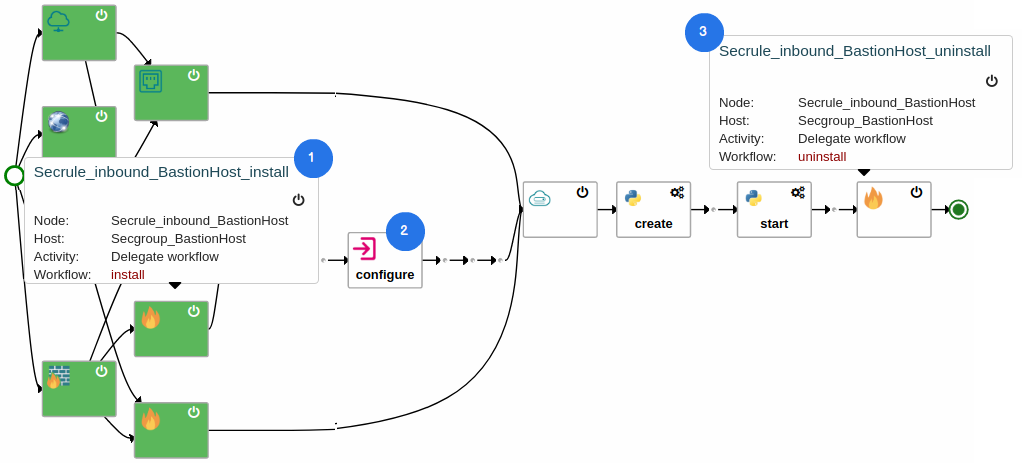 3
Secrule_inbound_BastionHost_uninstall
Node: Secrule_inbound_BastionHost
Host: Secgroup_BastionHost
Activity: Delegate workflow
Workflow: uninstall
1
Secrule_inbound_BastionHost_install
Node: Secrule_inbound_BastionHost
Host: Secgroup_BastionHost
Activity: Delegate workflow
Workflow: install
2
configure
create
start